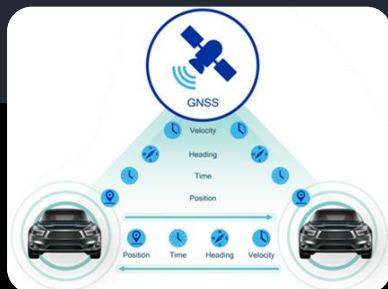 GNSS
Velocity
Heading
Time
Position
Position Time Heading Velocity